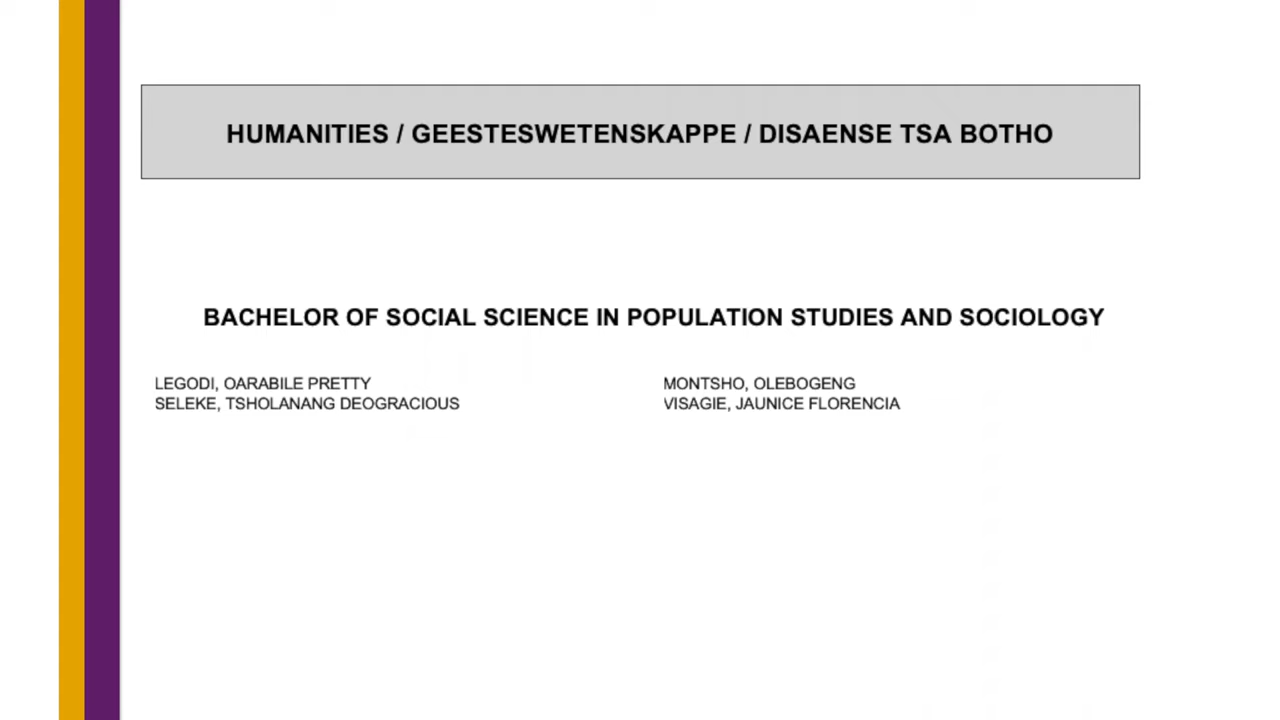 HUMANITIES / GEESTESWETENSKAPPE / DISAENSE TSA BOTHO
BACHELOR OF SOCIAL SCIENCE IN POPULATION STUDIES AND SOCIOLOGY
LEGODI, OARABILE PRETTY
SELEKE, TSHOLANANG DEOGRACIOUS
MONTSHO, OLEBOGENG
VISAGIE, JAUNICE FLORENCIA